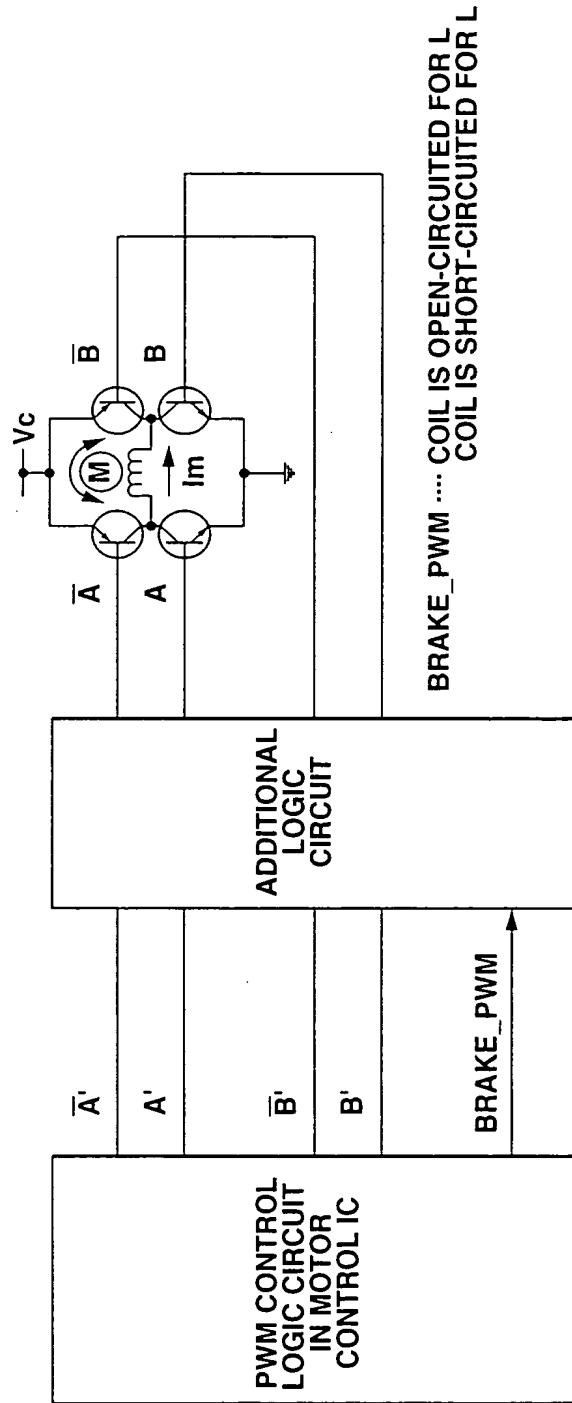 PWM CONTROL
LOGIC CIRCUIT
IN MOTOR
CONTROL IC
A̅'
A'
B̅'
B'
BRAKE_PWM
ADDITIONAL
LOGIC
CIRCUIT
A̅
A
Vc
M
Im
B̅
B
BRAKE_PWM ···· COIL IS OPEN-CIRCUITED FOR L
COIL IS SHORT-CIRCUITED FOR L